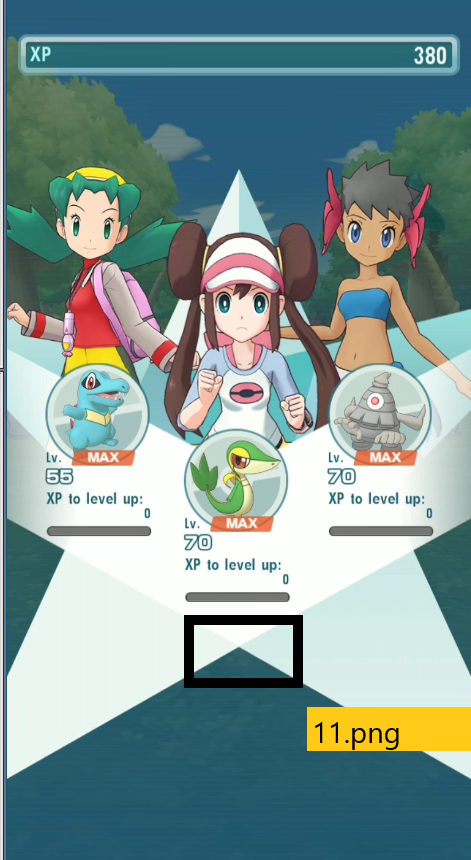 XP 380
Lv. MAX
55
XP to level up:
0
Lv. MAX
70
XP to level up:
0
Lv. MAX
70
XP to level up:
0
11.png